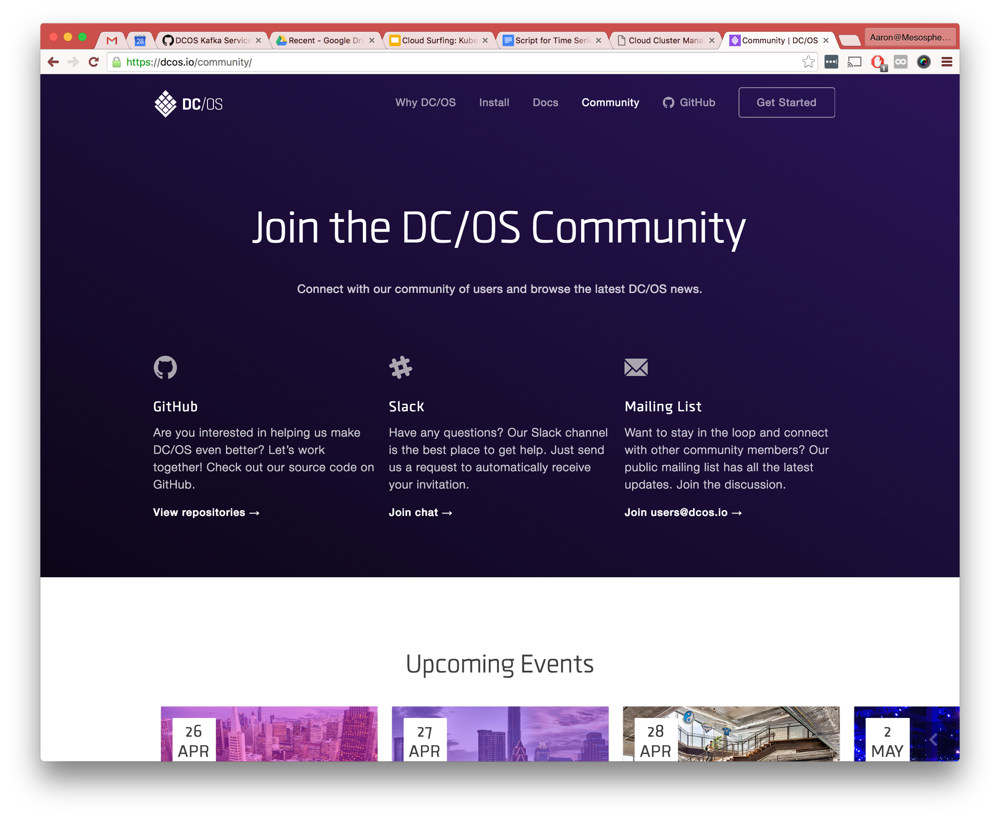 28
DCOS Kafka Service
Recent - Google Dri
Cloud Surfing: Kube
Script for Time Serie
Cloud Cluster Mana
Community | DC/OS
Aaron@Mesosphe...
https://dcos.io/community/
1
DC/OS
Why DC/OS
Install
Docs
Community
GitHub
Get Started
Join the DC/OS Community
Connect with our community of users and browse the latest DC/OS news.
GitHub
Are you interested in helping us make
DC/OS even better? Let’s work
together! Check out our source code on
GitHub.
View repositories →
Slack
Have any questions? Our Slack channel
is the best place to get help. Just send
us a request to automatically receive
your invitation.
Join chat →
Mailing List
Want to stay in the loop and connect
with other community members? Our
public mailing list has all the latest
updates. Join the discussion.
Join users@dcos.io →
Upcoming Events
26
APR
27
APR
28
APR
2
MAY